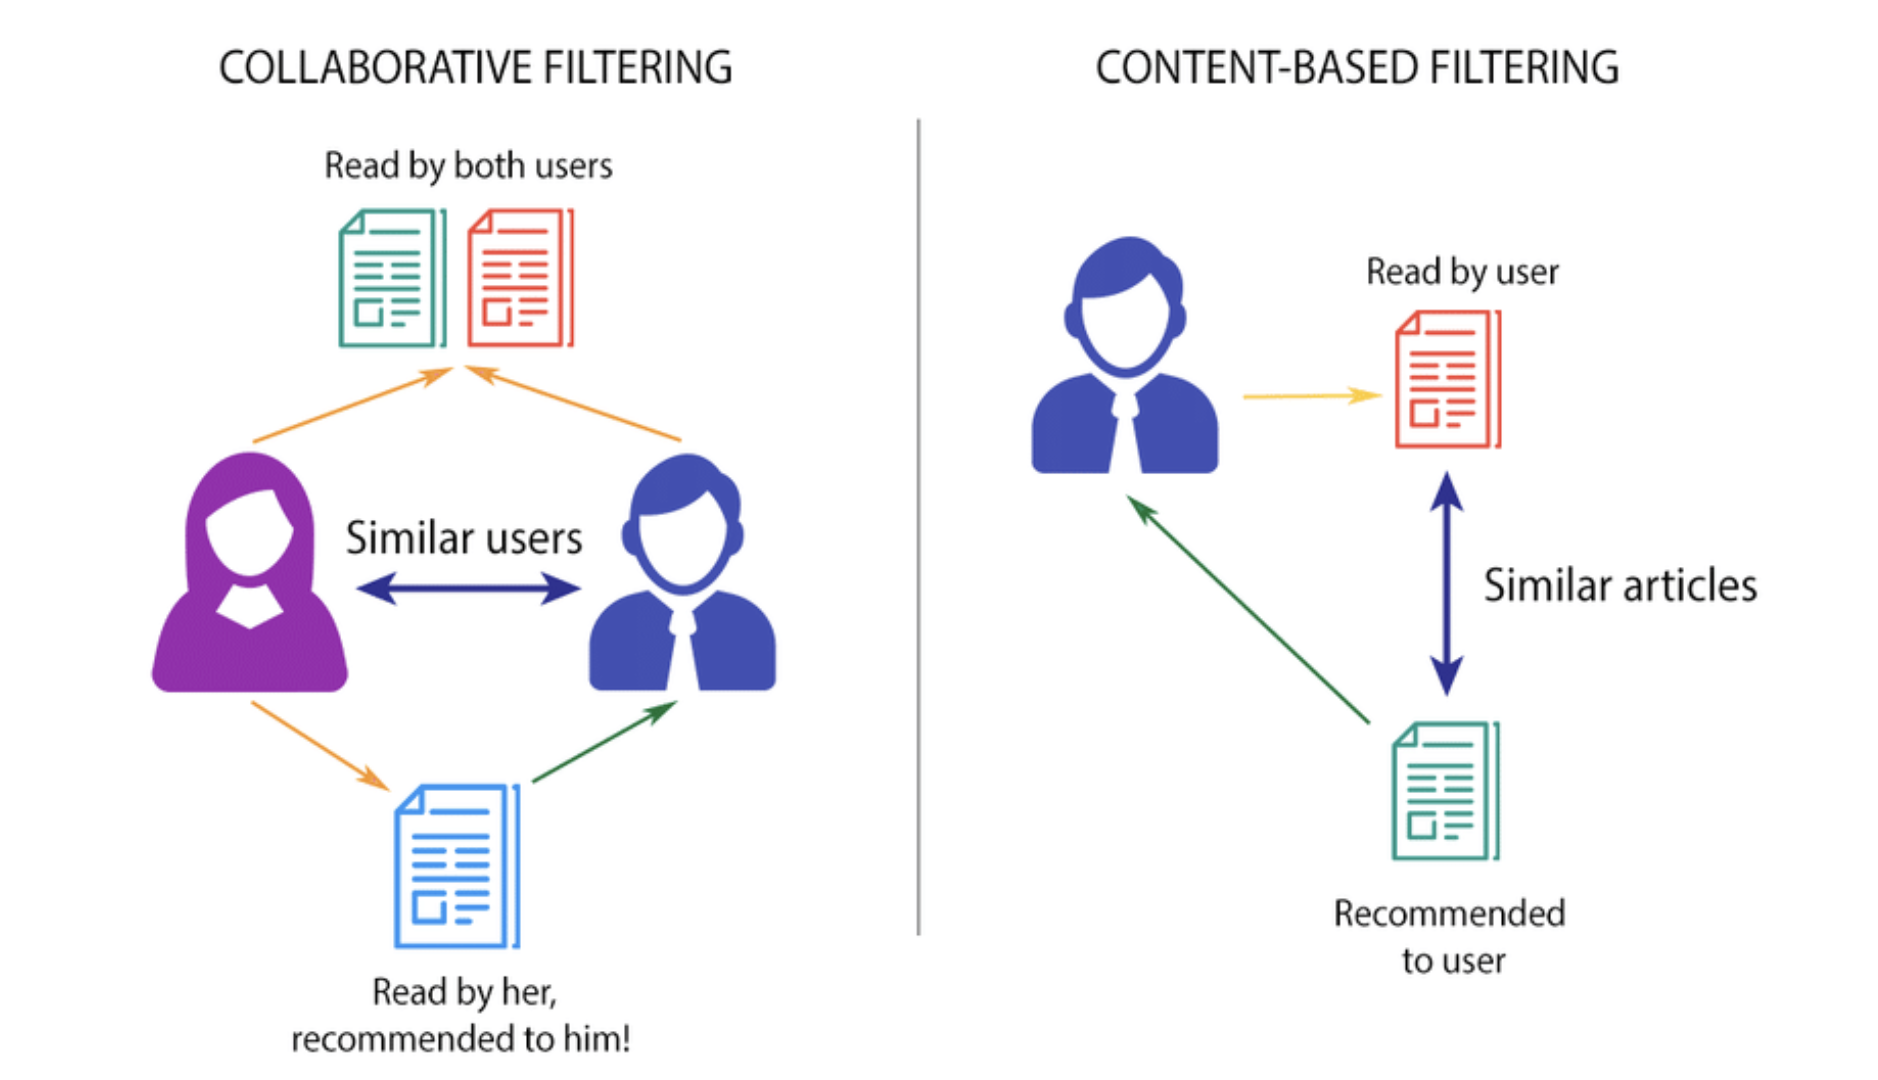 COLLABORATIVE FILTERING
Read by both users
Similar users
Read by her,
recommended to him!
CONTENT-BASED FILTERING
Read by user
Similar articles
Recommended
to user